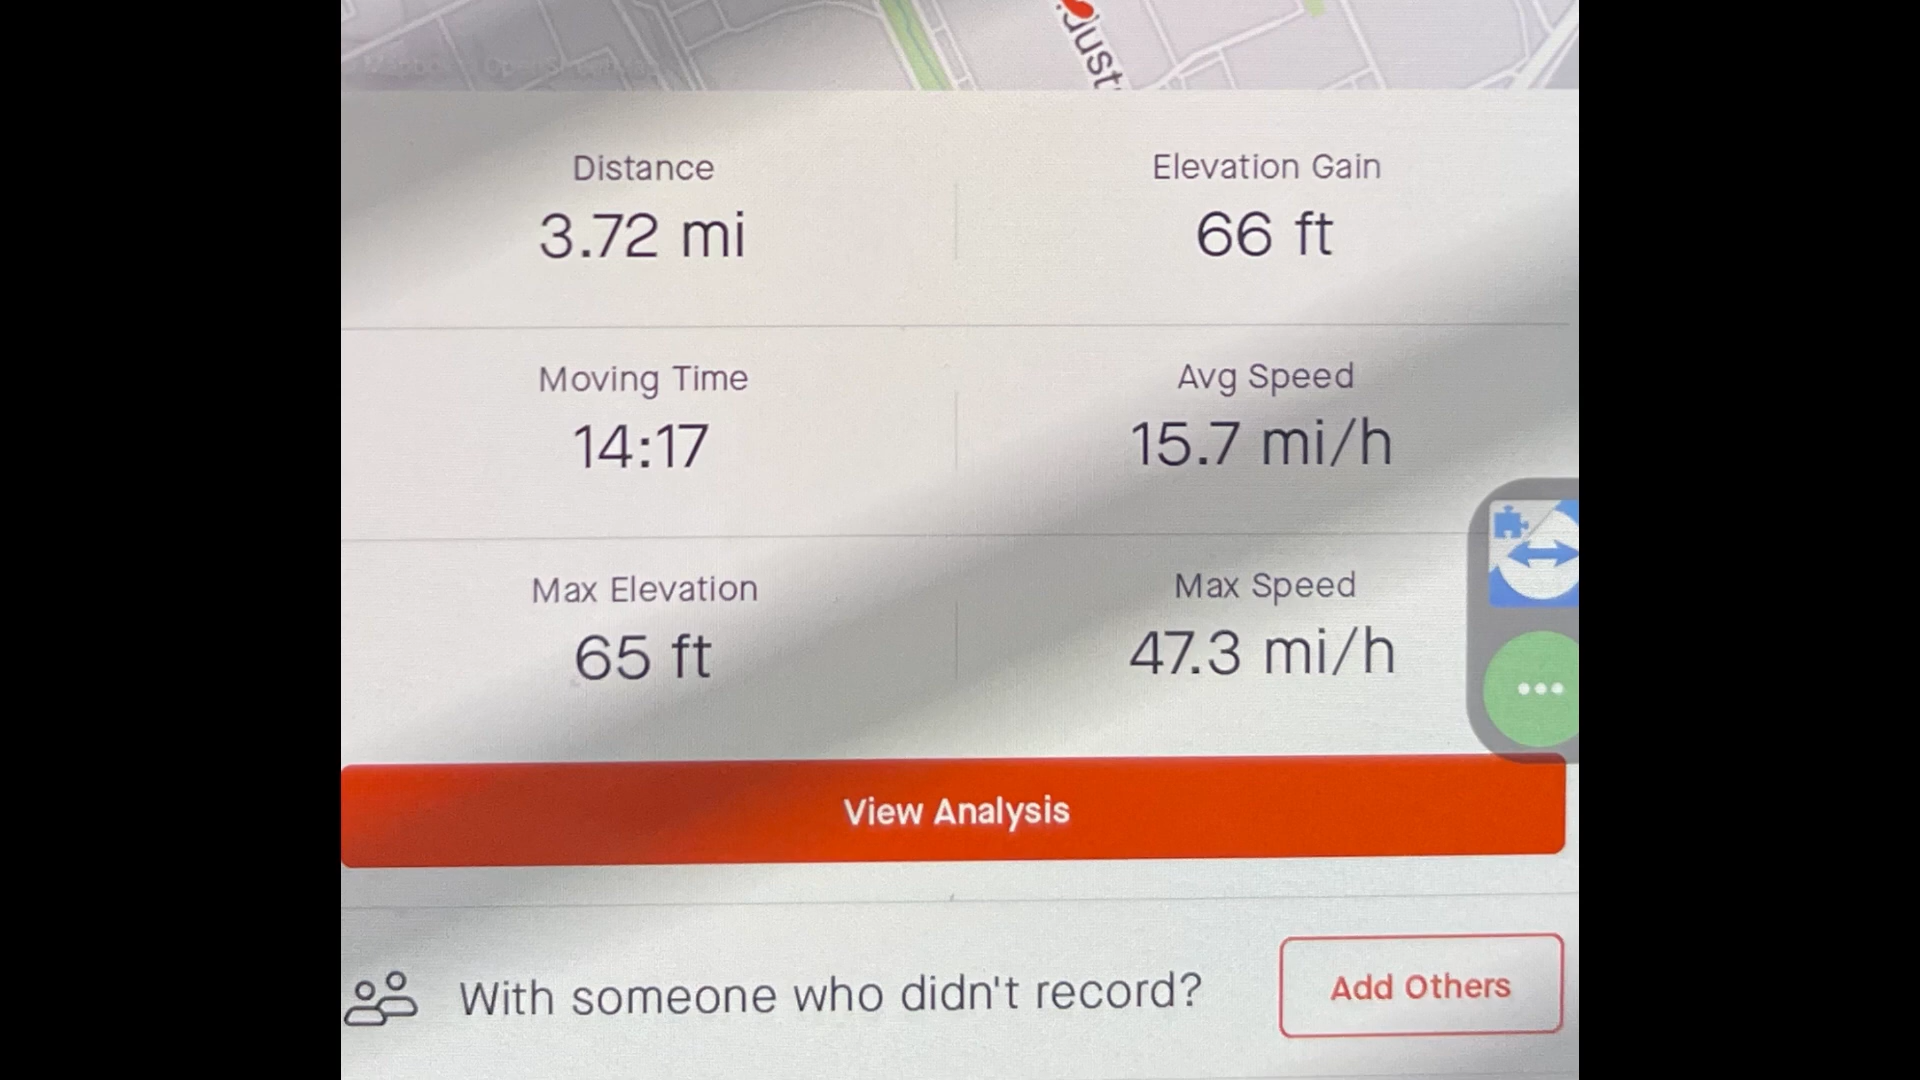 Just
Distance
Elevation Gain
3.72 mi
66 ft
Moving Time
Avg Speed
14:17
15.7 mi/h
Max Elevation
Max Speed
65 ft
47.3 mi/h
View Analysis
With someone who didn't record?
Add Others